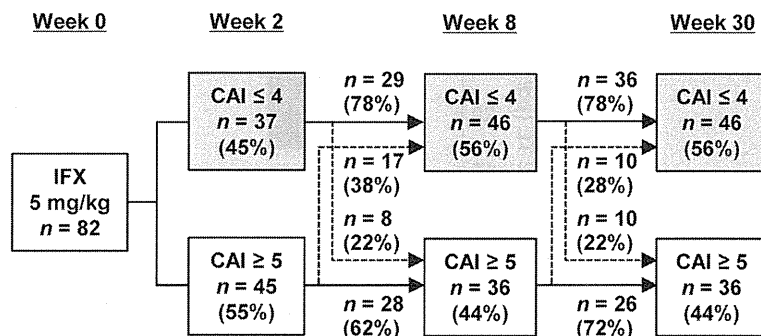 Week 0
Week 2
Week 8
Week 30
IFX
5 mg/kg
n = 82
CAI ≤ 4
n = 37
(45%)
CAI ≥ 5
n = 45
(55%)
n = 29
(78%)
n = 17
(38%)
n = 8
(22%)
n = 28
(62%)
CAI ≤ 4
n = 46
(56%)
CAI ≥ 5
n = 36
(44%)
n = 36
(78%)
n = 10
(28%)
n = 10
(22%)
n = 26
(72%)
CAI ≤ 4
n = 46
(56%)
CAI ≥ 5
n = 36
(44%)